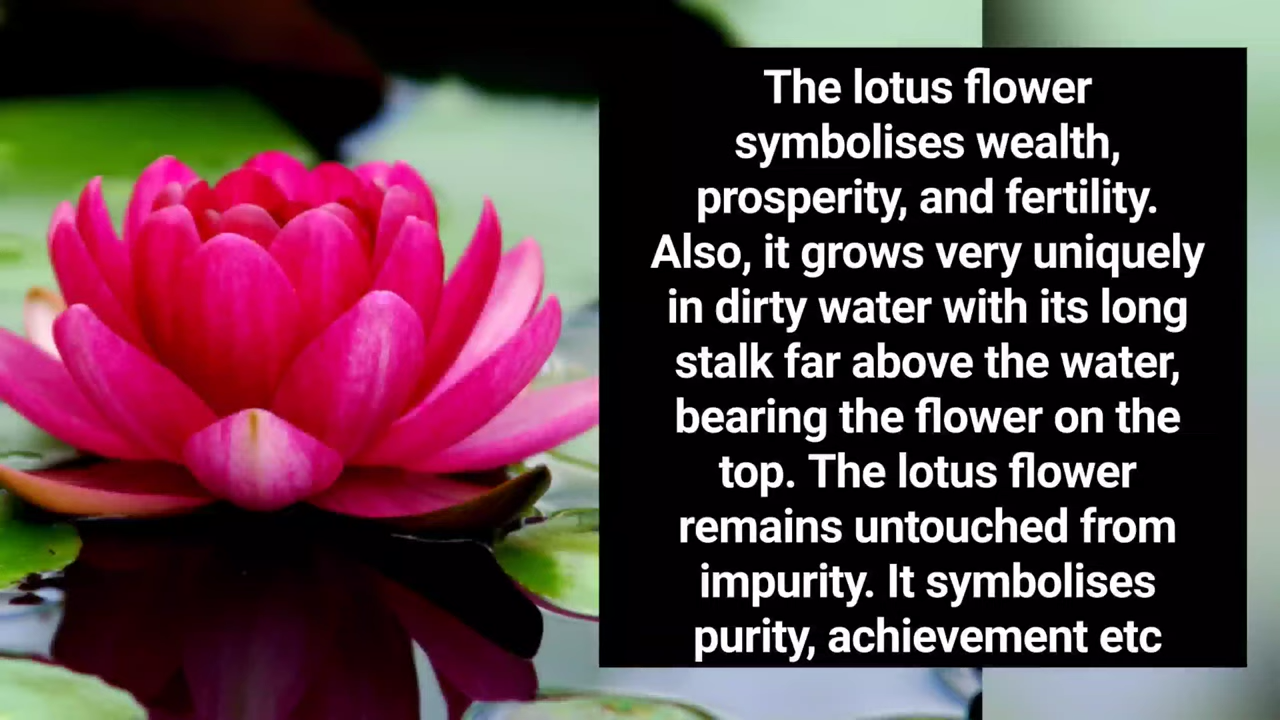 The lotus flower
symbolises wealth,
prosperity, and fertility.
Also, it grows very uniquely
in dirty water with its long
stalk far above the water,
bearing the flower on the
top. The lotus flower
remains untouched from
impurity. It symbolises
purity, achievement etc